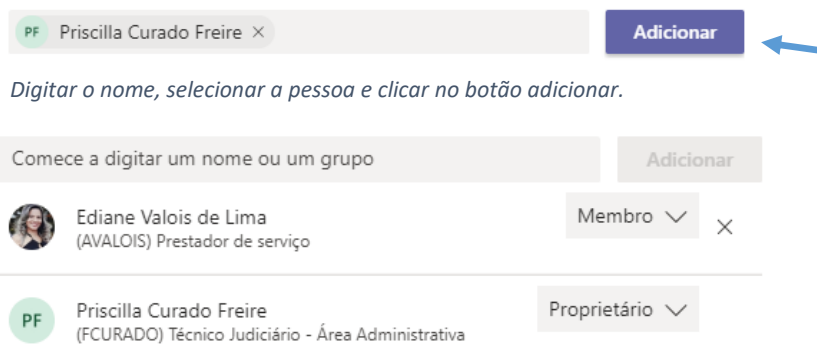 PF Priscilla Curado Freire × Adicionar
Digitar o nome, selecionar a pessoa e clicar no botão adicionar.
Comece a digitar um nome ou um grupo Adicionar
Ediane Valois de Lima Membro
(AVALOIS) Prestador de serviço
PF Priscilla Curado Freire Proprietário
(FCURADO) Técnico Judiciário - Área Administrativa